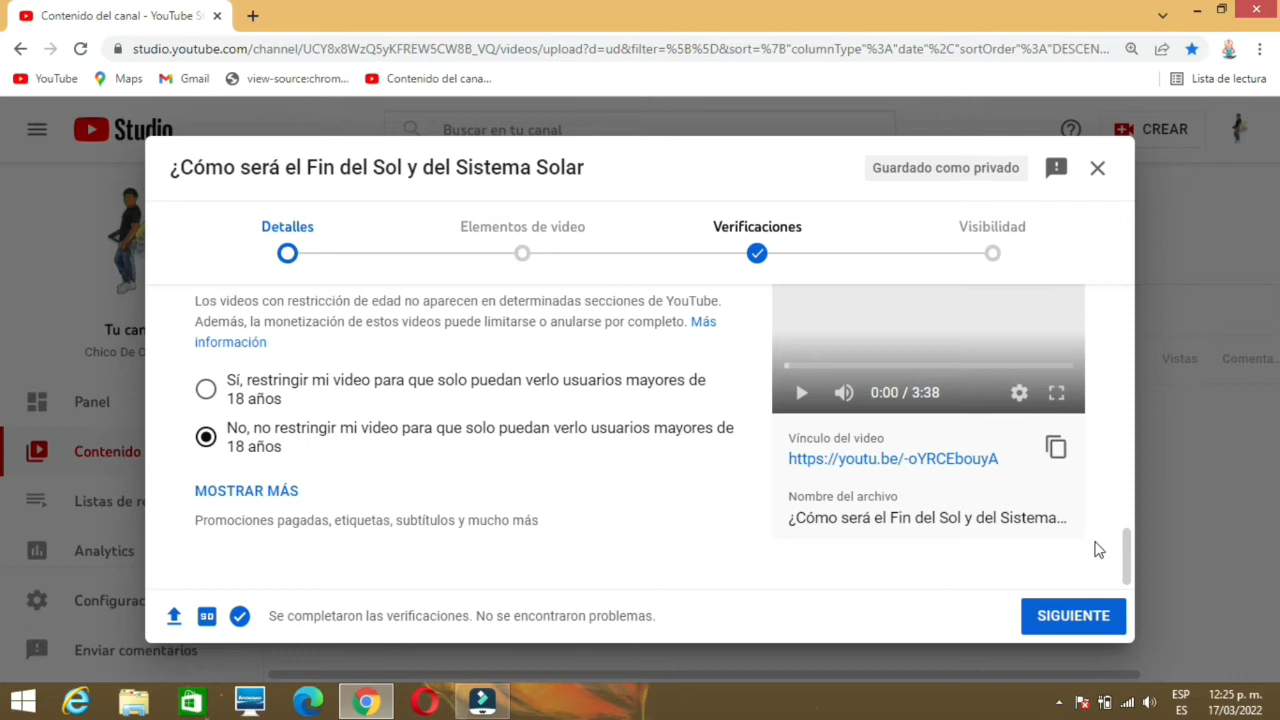 Contenido del canal - YouTube St
studio.youtube.com/channel/UCY8x8WzQ5yKFREW5CW8B_VQ/videos/upload?d=ud&filter=%5B%5D&sort=%7B"columnType"%3A"date"%2C"sortOrder"%3A"DESCEN...
YouTube Maps Gmail view-source:chrom... Contenido del cana... Lista de lectura
Studio Buscar en tu canal CREAR
¿Cómo será el Fin del Sol y del Sistema Solar Guardado como privado
Detalles Elementos de video Verificaciones Visibilidad
Los videos con restricción de edad no aparecen en determinadas secciones de YouTube.
Además, la monetización de estos videos puede limitarse o anularse por completo. Más
información
Sí, restringir mi video para que solo puedan verlo usuarios mayores de
18 años
No, no restringir mi video para que solo puedan verlo usuarios mayores de
18 años
MOSTRAR MÁS
Promociones pagadas, etiquetas, subtítulos y mucho más
0:00 / 3:38
Vínculo del video
https://youtu.be/-oYRCEbouyA
Nombre del archivo
¿Cómo será el Fin del Sol y del Sistema...
SD Se completaron las verificaciones. No se encontraron problemas. SIGUIENTE
Tu can
Chico De C
Panel
Contenido
Listas de re
Analytics
Configurac
Enviar comentarios
Vistas Comenta...
lenovo
ESP 12:25 p. m.
ES 17/03/2022